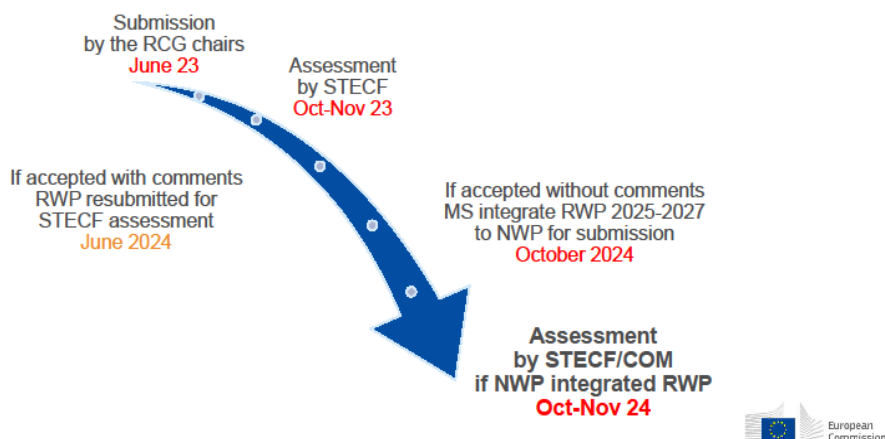 Submission
by the RCG chairs
June 23
Assessment
by STECF
Oct-Nov 23
If accepted with comments
RWP resubmitted for
STECF assessment
June 2024
If accepted without comments
MS integrate RWP 2025-2027
to NWP for submission
October 2024
Assessment
by STECF/COM
if NWP integrated RWP
Oct-Nov 24
European
Commission